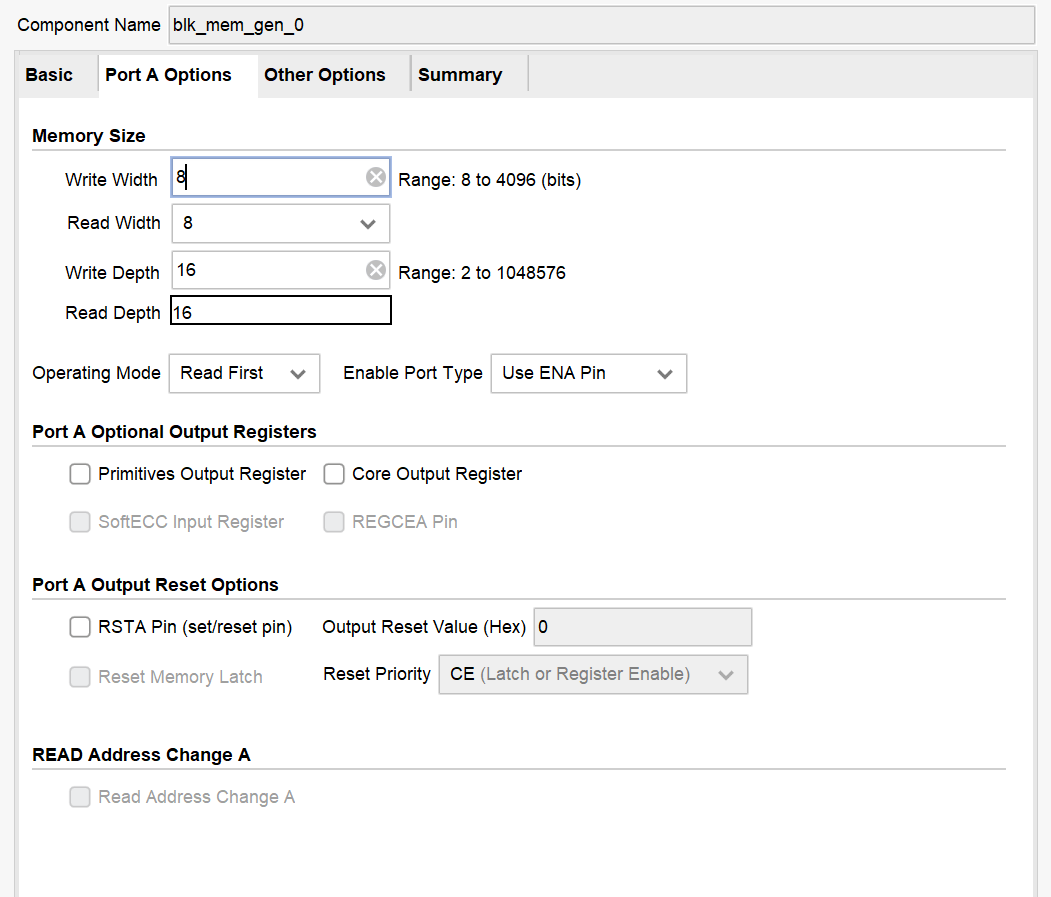 Component Name blk_mem_gen_0
Basic Port A Options Other Options Summary
Memory Size
Write Width 8 Range: 8 to 4096 (bits)
Read Width 8
Write Depth 16 Range: 2 to 1048576
Read Depth 16
Operating Mode Read First Enable Port Type Use ENA Pin
Port A Optional Output Registers
Primitives Output Register Core Output Register
SoftECC Input Register REGCEA Pin
Port A Output Reset Options
RSTA Pin (set/reset pin) Output Reset Value (Hex) 0
Reset Memory Latch Reset Priority CE (Latch or Register Enable)
READ Address Change A
Read Address Change A